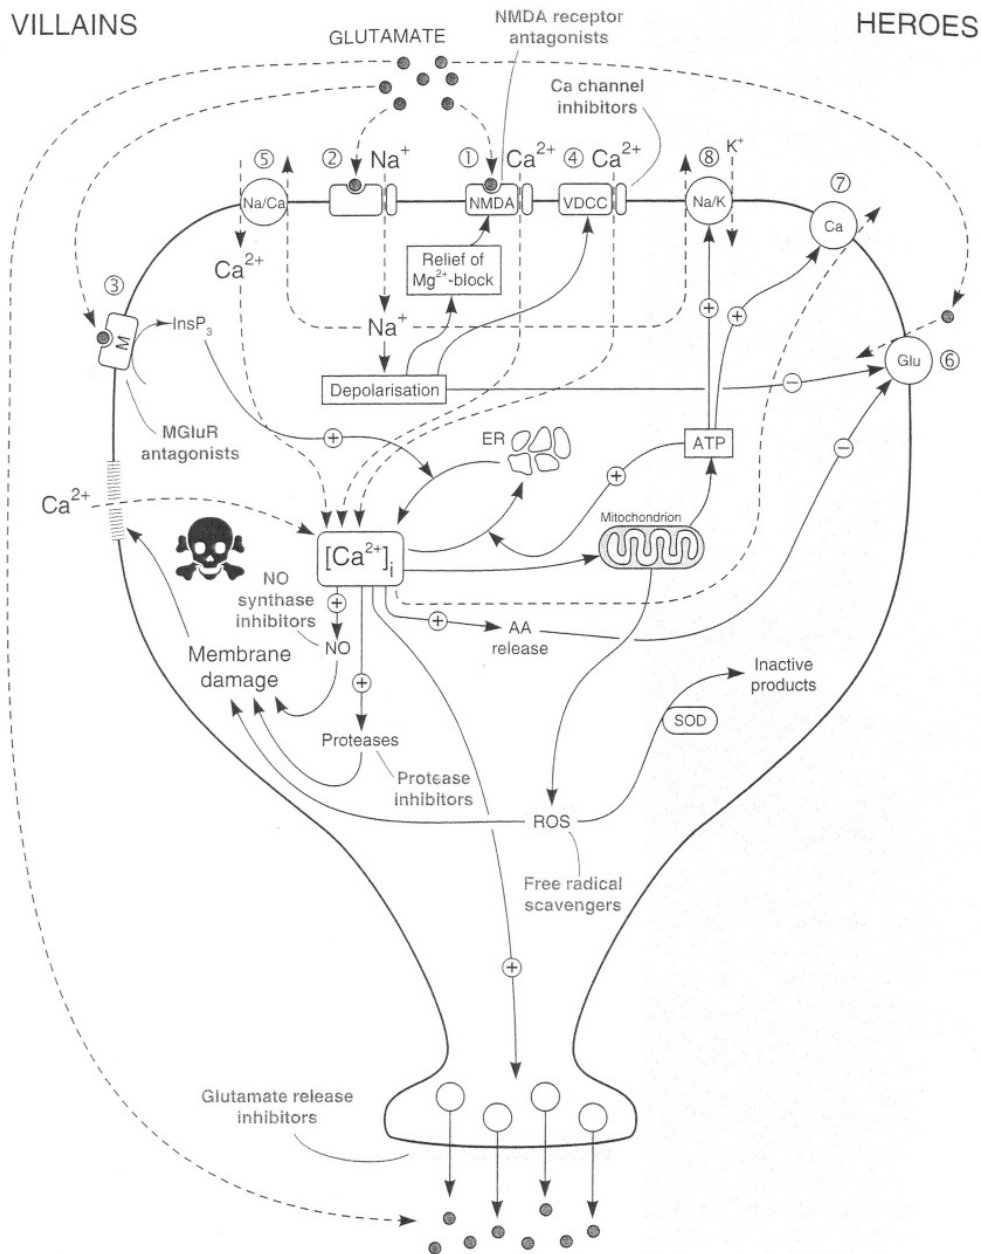 VILLAINS
HEROES
GLUTAMATE
NMDA receptor
antagonists
Ca channel
inhibitors
⑤
②
Na⁺
①
Ca²⁺
④
Ca²⁺
⑧
K⁺
⑦
Na/Ca
NMDA
VDCC
Na/K
Ca
Ca²⁺
Relief of
Mg²⁺-block
③
InsP₃
M
Na⁺
+
+
Glu
⑥
Depolarisation
−
MGluR
antagonists
+
ER
ATP
−
+
Ca²⁺
Mitochondrion
[Ca²⁺]ᵢ
NO
synthase
inhibitors
+
+
AA
release
NO
Membrane
damage
+
Inactive
products
SOD
Proteases
Protease
inhibitors
ROS
Free radical
scavengers
+
Glutamate release
inhibitors